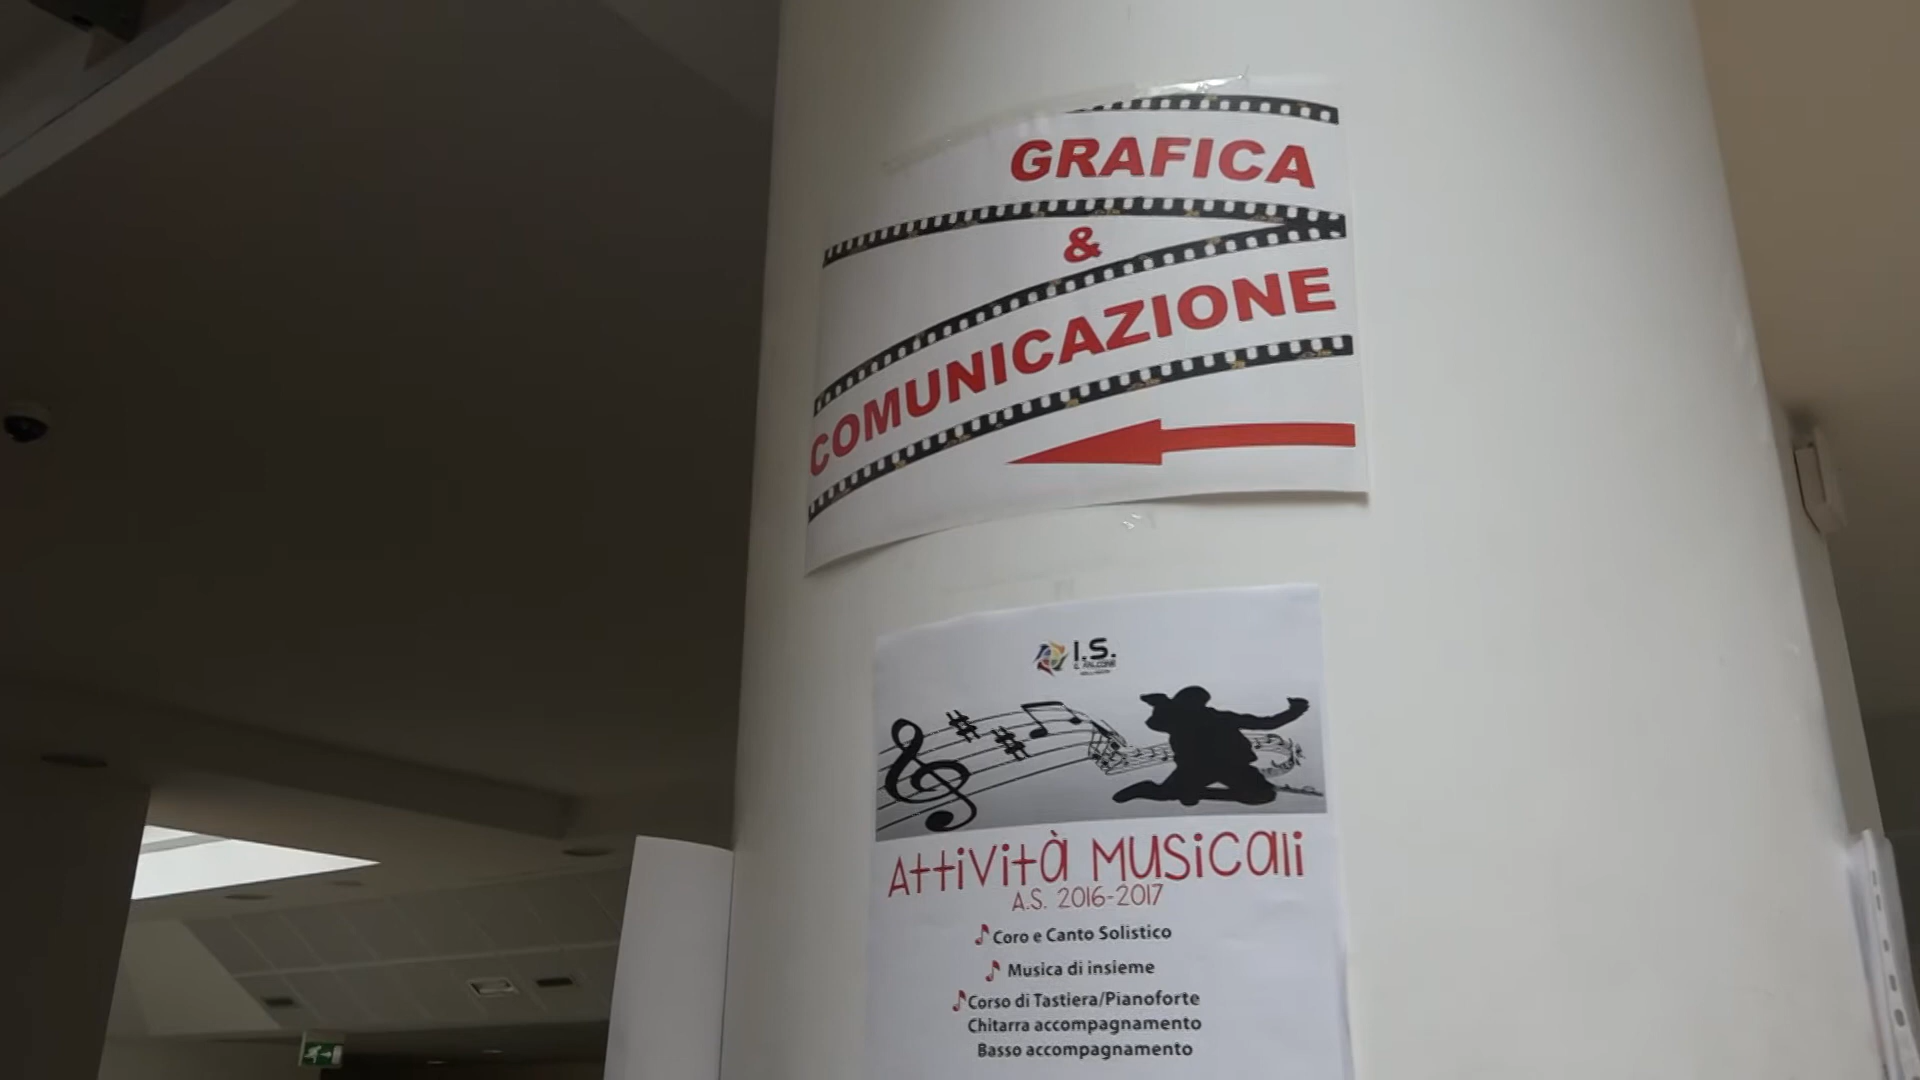 GRAFICA
&
COMUNICAZIONE
I.S.
G. FALCONE
Attività Musicali
A.S. 2016-2017
Coro e Canto Solistico
Musica di insieme
Corso di Tastiera/Pianoforte
Chitarra accompagnamento
Basso accompagnamento